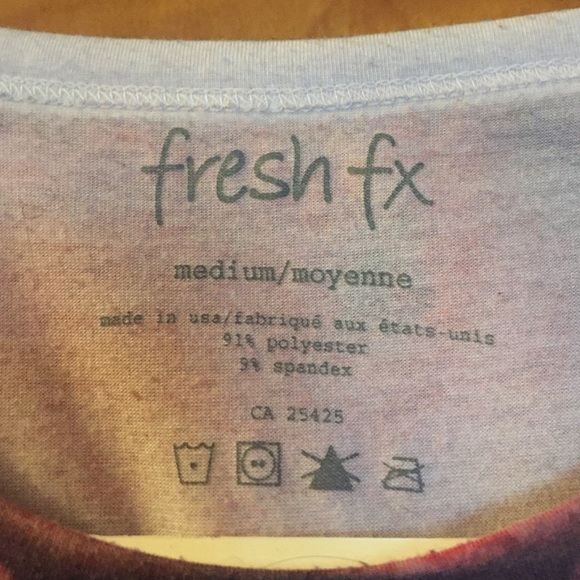 fresh fx
medium/moyenne
made in usa/fabriqué aux états-unis
91% polyester
9% spandex
CA 25425